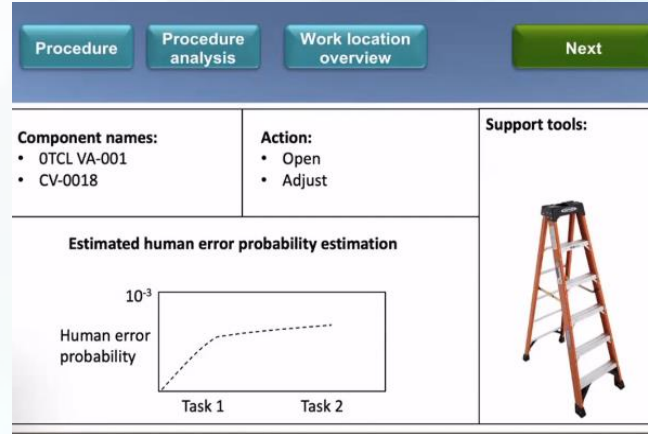 Procedure
Procedure
analysis
Work location
overview
Next
Component names:
• 0TCL VA-001
• CV-0018
Action:
• Open
• Adjust
Support tools:
Estimated human error probability estimation
10-3
Human error
probability
Task 1
Task 2